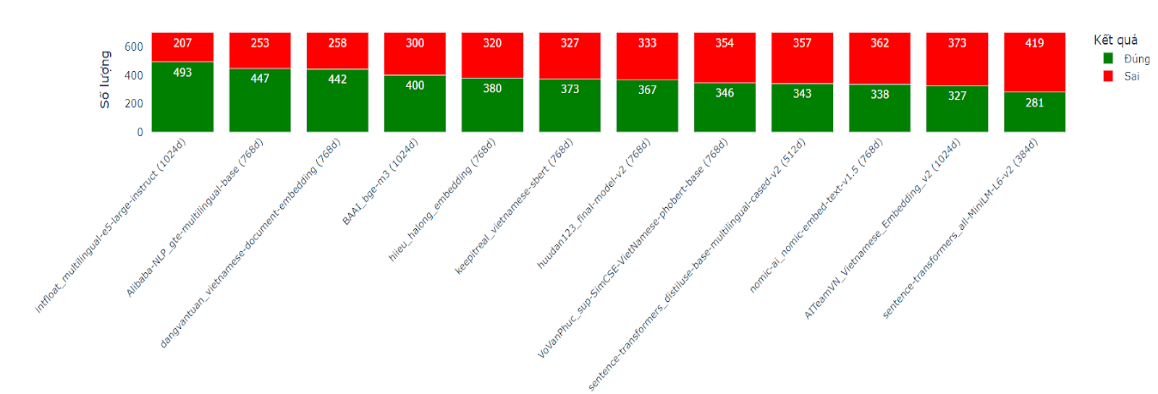 Số lượng
600
400
200
0
207 253 258 300 320 327 333 354 357 362 373 419
493 447 442 400 380 373 367 346 343 338 327 281
intfloat_multilingual-e5-large-instruct (1024d)
Alibaba-NLP_gte-multilingual-base (768d)
dangvantuan_vietnamese-document-embedding (768d)
BAAI_bge-m3 (1024d)
hiieu_halong_embedding (768d)
keepitreal_vietnamese-sbert (768d)
huudan123_final-model-v2 (768d)
VoVanPhuc_sup-SimCSE-VietNamese-phobert-base (768d)
sentence-transformers_distiluse-base-multilingual-cased-v2 (512d)
nomic-ai_nomic-embed-text-v1.5 (768d)
AITeamVN_Vietnamese_Embedding_v2 (1024d)
sentence-transformers_all-MiniLM-L6-v2 (384d)
Kết quả
Đúng
Sai